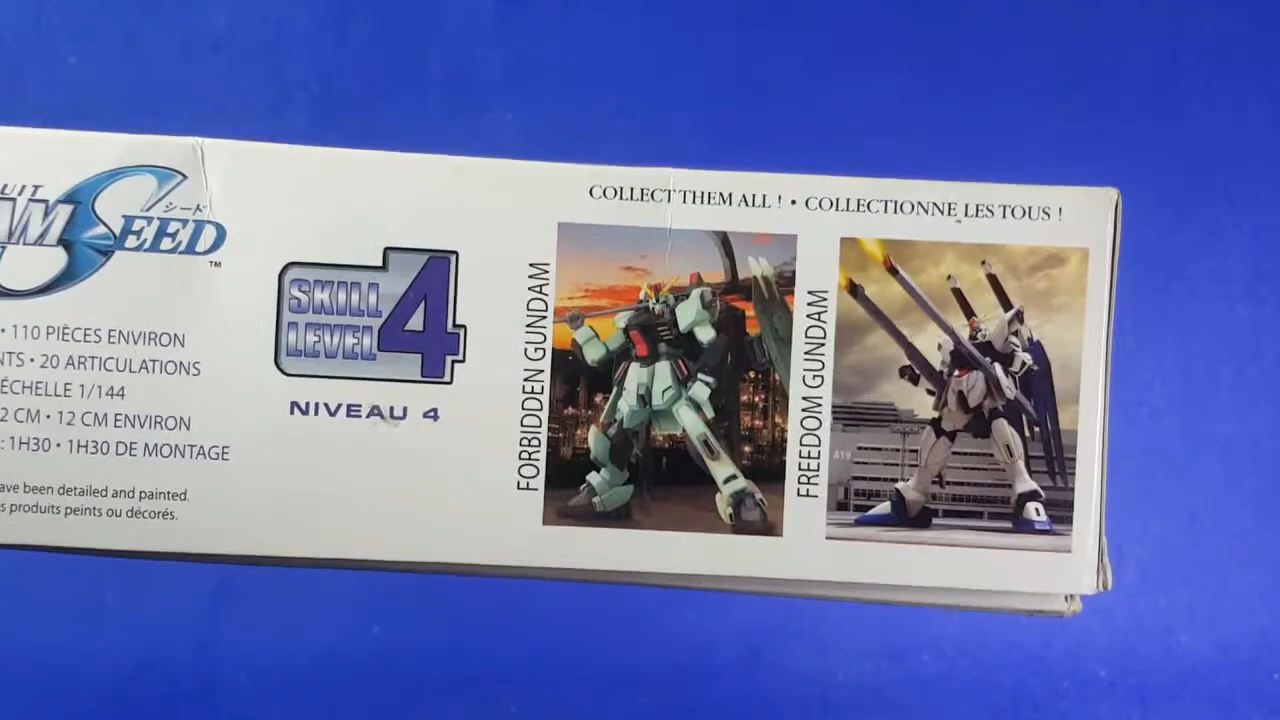 UIT
AM SEED
シード
TM
• 110 PIÈCES ENVIRON
NTS • 20 ARTICULATIONS
ÉCHELLE 1/144
2 CM • 12 CM ENVIRON
: 1H30 • 1H30 DE MONTAGE
ave been detailed and painted.
s produits peints ou décorés.
SKILL
LEVEL 4
NIVEAU 4
COLLECT THEM ALL ! • COLLECTIONNE LES TOUS !
FORBIDDEN GUNDAM
FREEDOM GUNDAM
A19